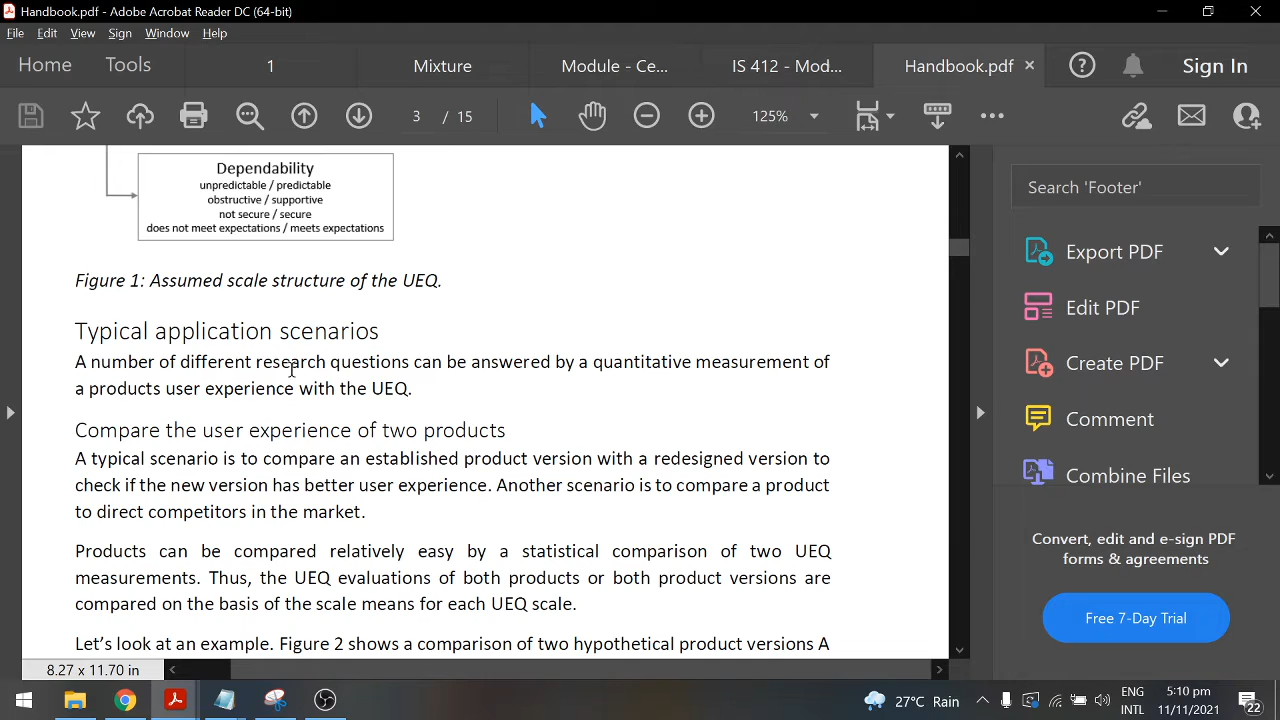 Handbook.pdf - Adobe Acrobat Reader DC (64-bit)
File Edit View Sign Window Help
Home Tools 1 Mixture Module - Ce... IS 412 - Mod... Handbook.pdf × ? Sign In
3 / 15 125%
Dependability
unpredictable / predictable
obstructive / supportive
not secure / secure
does not meet expectations / meets expectations
Figure 1: Assumed scale structure of the UEQ.
Typical application scenarios
A number of different research questions can be answered by a quantitative measurement of
a products user experience with the UEQ.
Compare the user experience of two products
A typical scenario is to compare an established product version with a redesigned version to
check if the new version has better user experience. Another scenario is to compare a product
to direct competitors in the market.
Products can be compared relatively easy by a statistical comparison of two UEQ
measurements. Thus, the UEQ evaluations of both products or both product versions are
compared on the basis of the scale means for each UEQ scale.
Let's look at an example. Figure 2 shows a comparison of two hypothetical product versions A
8.27 x 11.70 in
Search 'Footer'
Export PDF
Edit PDF
Create PDF
Comment
Combine Files
Convert, edit and e-sign PDF
forms & agreements
Free 7-Day Trial
27°C Rain
ENG
INTL
5:10 pm
11/11/2021
22